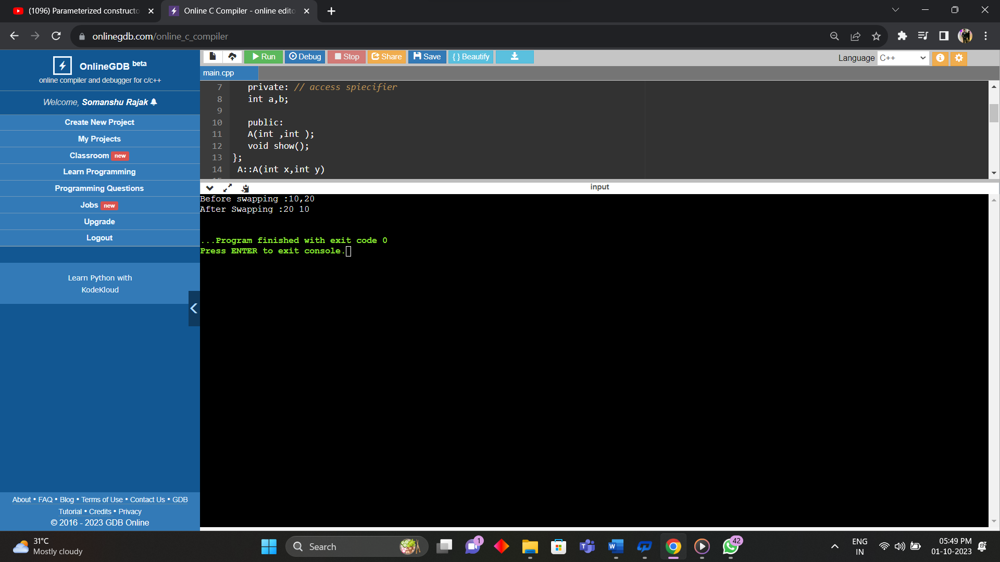 (1096) Parameterized constructo
Online C Compiler - online edito
onlinegdb.com/online_c_compiler
OnlineGDB beta
online compiler and debugger for c/c++
Welcome, Somanshu Rajak
Create New Project
My Projects
Classroom new
Learn Programming
Programming Questions
Jobs new
Upgrade
Logout
Learn Python with
KodeKloud
About • FAQ • Blog • Terms of Use • Contact Us • GDB
Tutorial • Credits • Privacy
© 2016 - 2023 GDB Online
Run Debug Stop Share Save { } Beautify
Language C++
main.cpp
7 private: // access spiecifier
8 int a,b;
9
10 public:
11 A(int ,int );
12 void show();
13 };
14 A::A(int x,int y)
input
Before swapping :10,20
After Swapping :20 10
...Program finished with exit code 0
Press ENTER to exit console.
31°C
Mostly cloudy
Search
1
42
ENG
IN
05:49 PM
01-10-2023